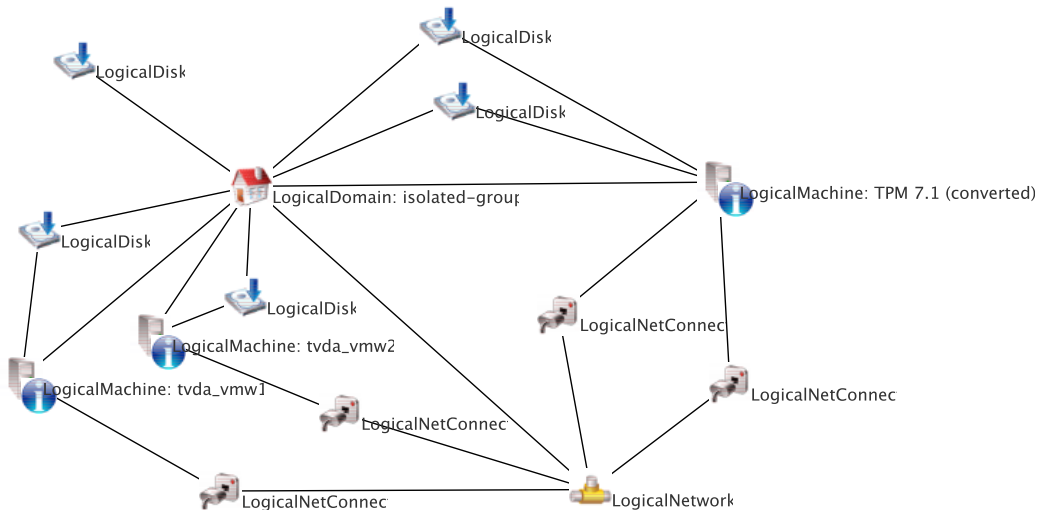 LogicalDisk
LogicalDisk
LogicalDisk
LogicalMachine: TPM 7.1 (converted)
LogicalDomain: isolated-group
LogicalDisk
LogicalDisk
LogicalNetConnec
LogicalMachine: tvda_vmw2
LogicalMachine: tvda_vmw1
LogicalNetConnec
LogicalNetConnec
LogicalNetConnec
LogicalNetwork